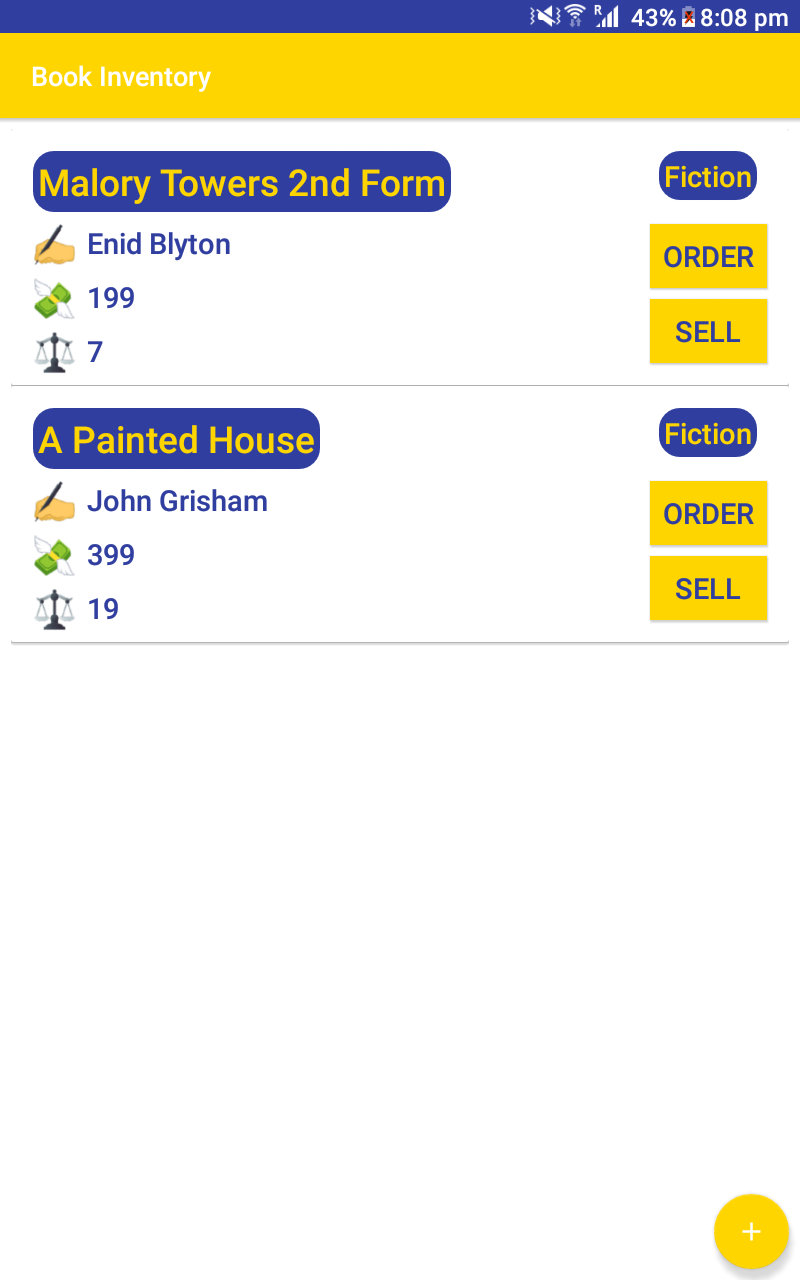 R 43% 8:08 pm
Book Inventory
Malory Towers 2nd Form
Fiction
Enid Blyton
ORDER
199
SELL
7
A Painted House
Fiction
John Grisham
ORDER
399
SELL
19
+